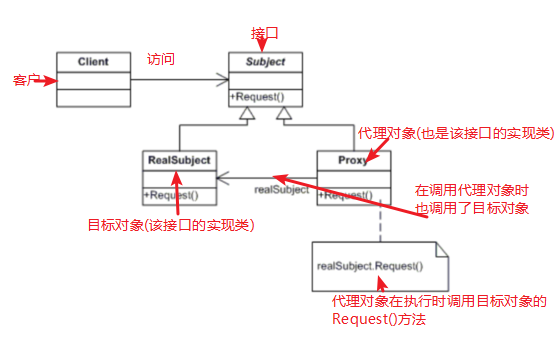 接口
Client
访问
Subject
客户
+Request()
代理对象(也是该接口的实现类)
RealSubject
Proxy
+Request()
realSubject
+Request()
在调用代理对象时
也调用了目标对象
目标对象(该接口的实现类)
realSubject.Request()
代理对象在执行时调用目标对象的
Request()方法